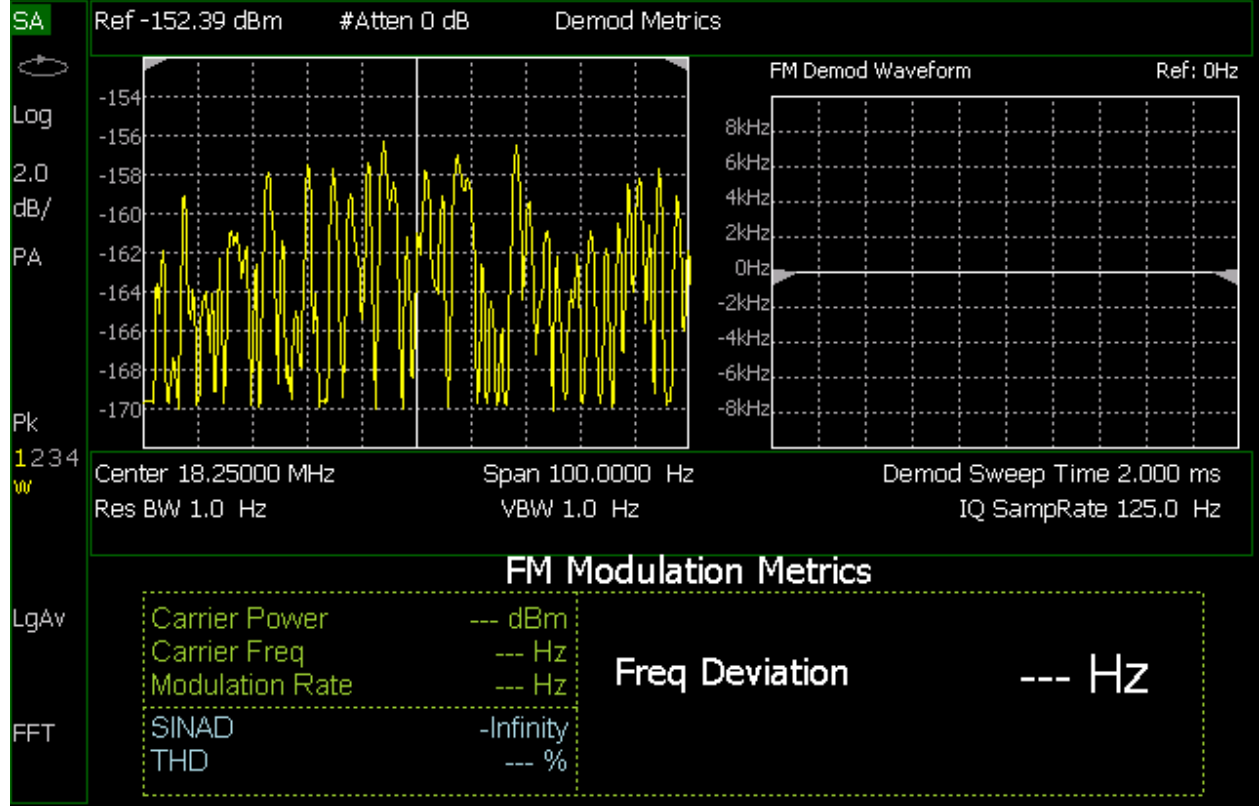 SA
Ref -152.39 dBm #Atten 0 dB Demod Metrics
Log
2.0
dB/
PA
Pk
1234
W
LgAv
FFT
-154
-156
-158
-160
-162
-164
-166
-168
-170
FM Demod Waveform Ref: 0Hz
8kHz
6kHz
4kHz
2kHz
0Hz
-2kHz
-4kHz
-6kHz
-8kHz
Center 18.25000 MHz Span 100.0000 Hz Demod Sweep Time 2.000 ms
Res BW 1.0 Hz VBW 1.0 Hz IQ SampRate 125.0 Hz
FM Modulation Metrics
Carrier Power --- dBm
Carrier Freq --- Hz
Modulation Rate --- Hz
SINAD -Infinity
THD --- %
Freq Deviation --- Hz